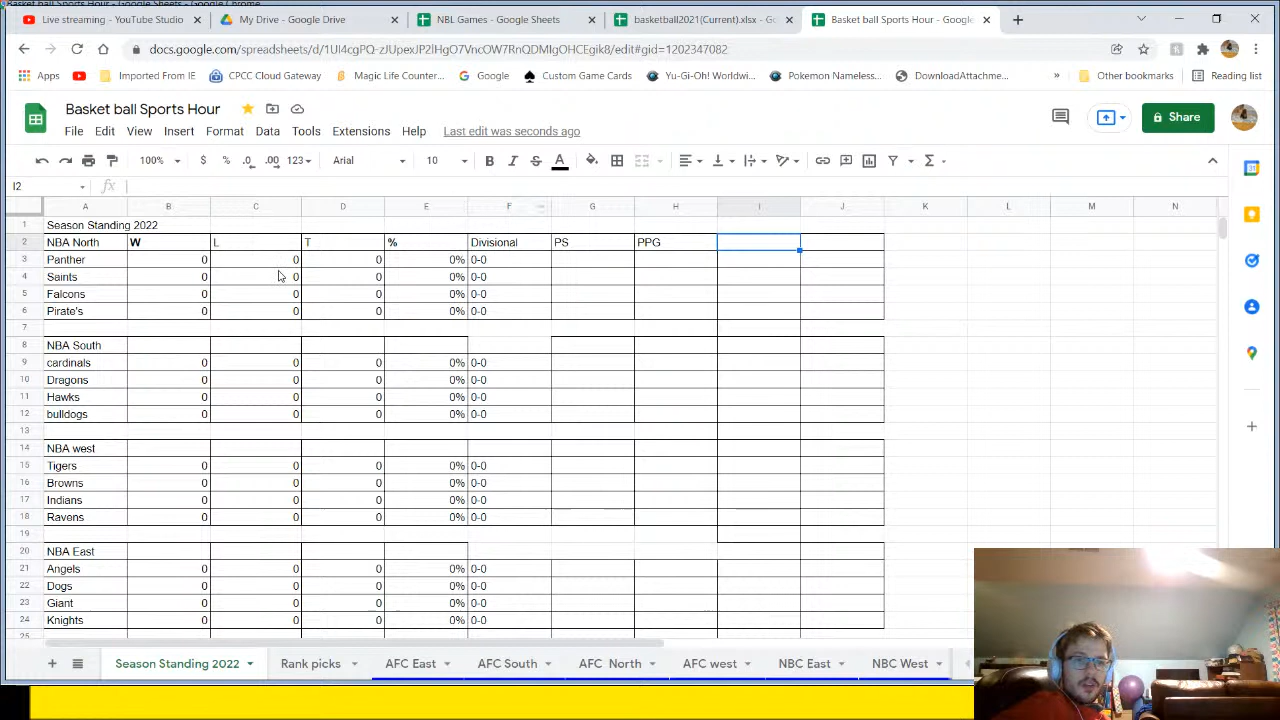 Basket ball Sports Hour - Google Sheets - Google Chrome
Live streaming - YouTube Studio
My Drive - Google Drive
NBL Games - Google Sheets
basketball2021(Current).xlsx - Go
Basket ball Sports Hour - Google
docs.google.com/spreadsheets/d/1UI4cgPQ-zJUpexJP2lHgO7VncOW7RnQDMIgOHCEgik8/edit#gid=1202347082
Apps Imported From IE CPCC Cloud Gateway Magic Life Counter... Google Custom Game Cards Yu-Gi-Oh! Worldwi... Pokemon Nameless... DownloadAttachme... » Other bookmarks Reading list
Basket ball Sports Hour
File Edit View Insert Format Data Tools Extensions Help Last edit was seconds ago
Share
100% $ % .0 .00 123 Arial 10 B I S A Σ
I2 fx
A B C D E F G H I J K L M N
1 Season Standing 2022
2 NBA North W L T % Divisional PS PPG
3 Panther 0 0 0 0% 0-0
4 Saints 0 0 0 0% 0-0
5 Falcons 0 0 0 0% 0-0
6 Pirate's 0 0 0 0% 0-0
7
8 NBA South
9 cardinals 0 0 0 0% 0-0
10 Dragons 0 0 0 0% 0-0
11 Hawks 0 0 0 0% 0-0
12 bulldogs 0 0 0 0% 0-0
13
14 NBA west
15 Tigers 0 0 0 0% 0-0
16 Browns 0 0 0 0% 0-0
17 Indians 0 0 0 0% 0-0
18 Ravens 0 0 0 0% 0-0
19
20 NBA East
21 Angels 0 0 0 0% 0-0
22 Dogs 0 0 0 0% 0-0
23 Giant 0 0 0 0% 0-0
24 Knights 0 0 0 0% 0-0
25
Season Standing 2022 Rank picks AFC East AFC South AFC North AFC west NBC East NBC West